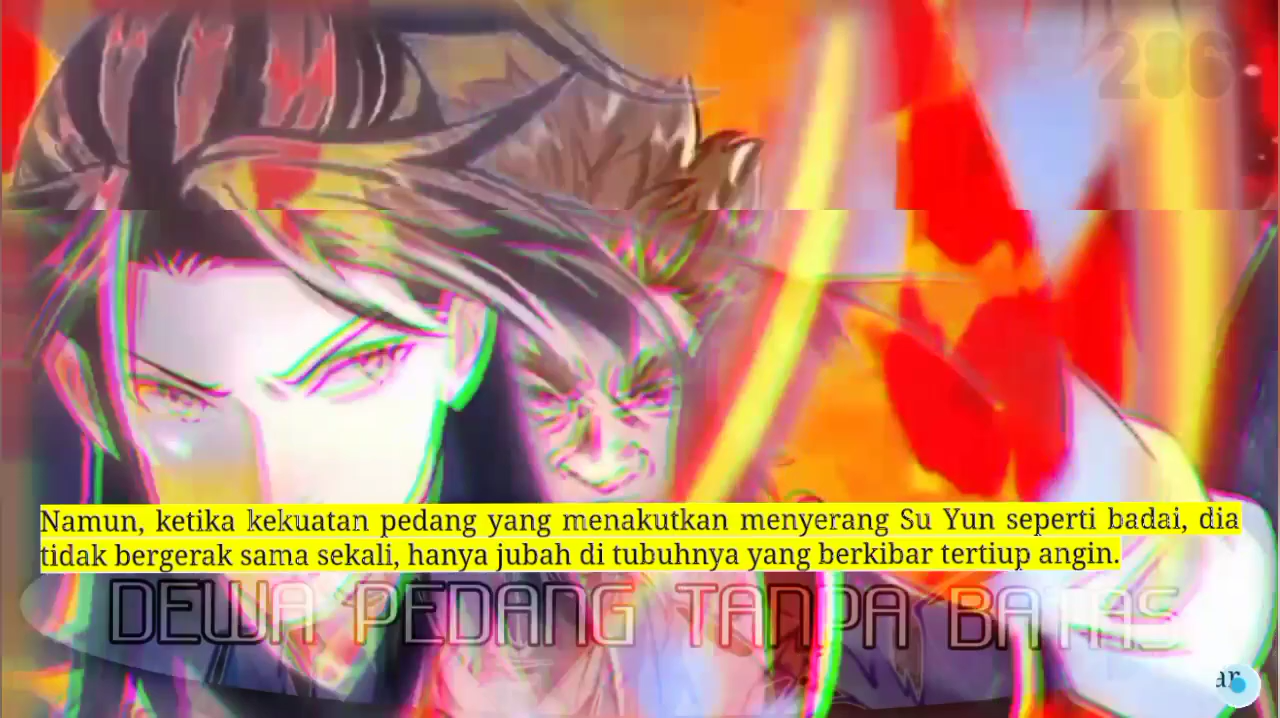 286
Namun, ketika kekuatan pedang yang menakutkan menyerang Su Yun seperti badai, dia
tidak bergerak sama sekali, hanya jubah di tubuhnya yang berkibar tertiup angin.
DEWA PEDANG TANPA BATAS